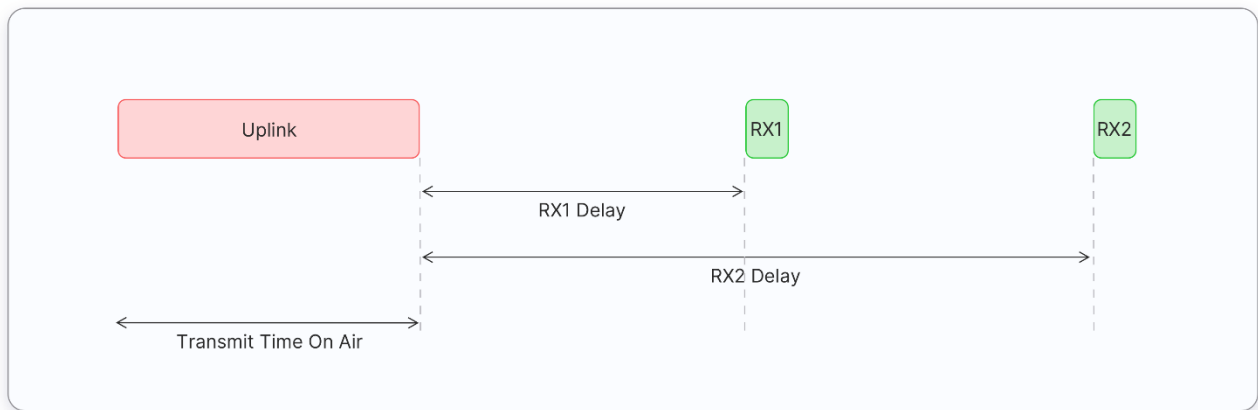 Uplink
RX1
RX2
RX1 Delay
RX2 Delay
Transmit Time On Air